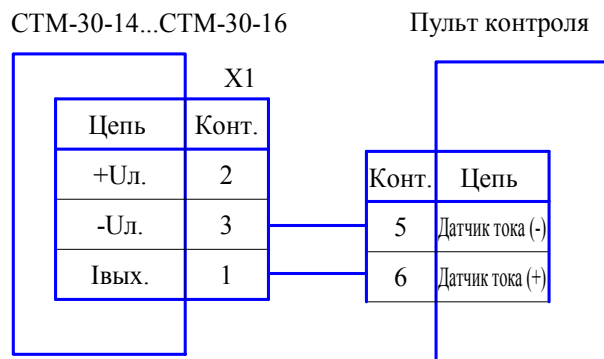 СТМ-30-14...СТМ-30-16 Пульт контроля
X1
Цепь Конт.
+Uл. 2 Конт. Цепь
-Uл. 3 5 Датчик тока (-)
Iвых. 1 6 Датчик тока (+)